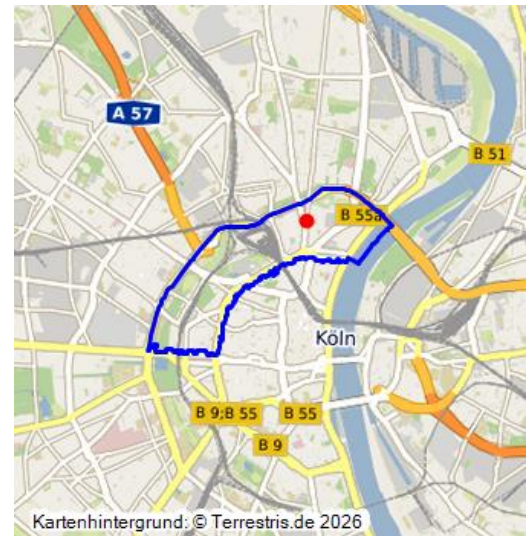 A 57
B 51
B 55a
Köln
B 9;B 55
B 55
B 9
Kartenhintergrund: © Terrestris.de 2026